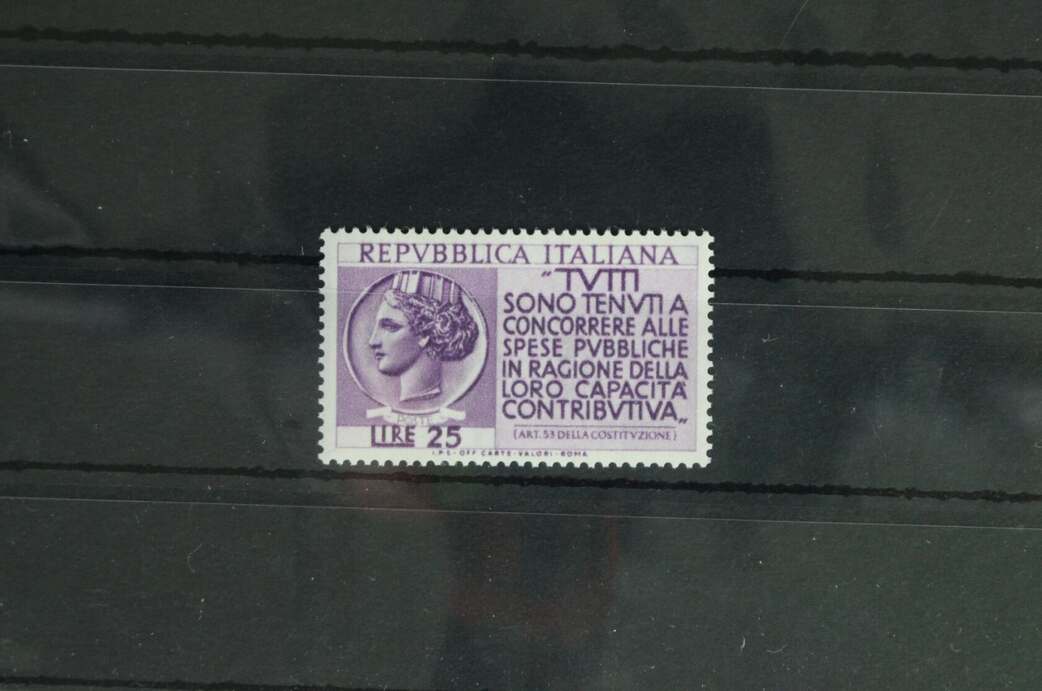 REPVBBLICA ITALIANA
"TVTTI
SONO TENVTI A
CONCORRERE ALLE
SPESE PVBBLICHE
IN RAGIONE DELLA
LORO CAPACITÀ
CONTRIBVTIVA„
(ART. 53 DELLA COSTITVZIONE)
POSTE
LIRE 25
I.P.S.-OFF. CARTE-VALORI-ROMA